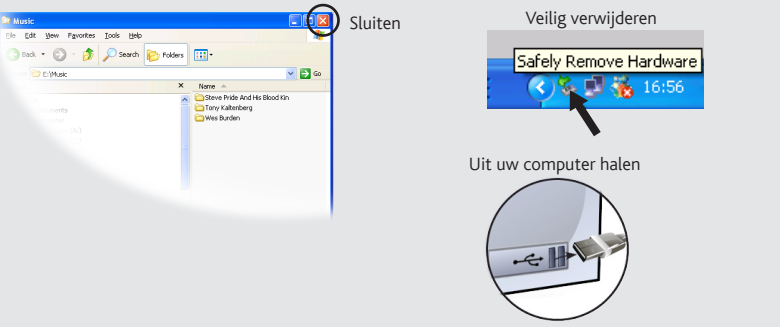 Music
Sluiten
File Edit View Favorites Tools Help
Back Search Folders
E:\Music Go
x Name
Steve Pride And His Blood Kin
Tony Kaltenberg
Wes Burden
Veilig verwijderen
Safely Remove Hardware
16:56
Uit uw computer halen